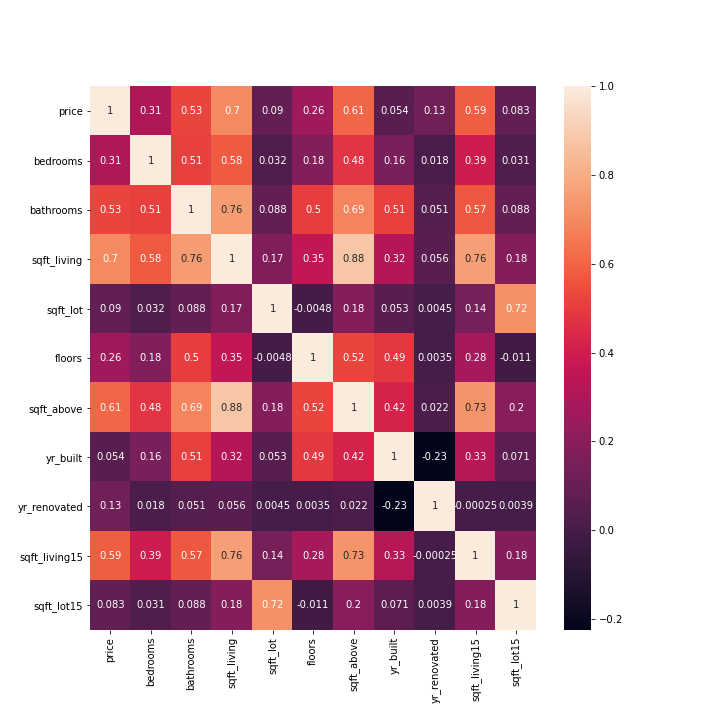 price 1 0.31 0.53 0.7 0.09 0.26 0.61 0.054 0.13 0.59 0.083
bedrooms 0.31 1 0.51 0.58 0.032 0.18 0.48 0.16 0.018 0.39 0.031
bathrooms 0.53 0.51 1 0.76 0.088 0.5 0.69 0.51 0.051 0.57 0.088
sqft_living 0.7 0.58 0.76 1 0.17 0.35 0.88 0.32 0.056 0.76 0.18
sqft_lot 0.09 0.032 0.088 0.17 1 -0.0048 0.18 0.053 0.0045 0.14 0.72
floors 0.26 0.18 0.5 0.35 -0.0048 1 0.52 0.49 0.0035 0.28 -0.011
sqft_above 0.61 0.48 0.69 0.88 0.18 0.52 1 0.42 0.022 0.73 0.2
yr_built 0.054 0.16 0.51 0.32 0.053 0.49 0.42 1 -0.23 0.33 0.071
yr_renovated 0.13 0.018 0.051 0.056 0.0045 0.0035 0.022 -0.23 1 -0.00025 0.0039
sqft_living15 0.59 0.39 0.57 0.76 0.14 0.28 0.73 0.33 -0.00025 1 0.18
sqft_lot15 0.083 0.031 0.088 0.18 0.72 -0.011 0.2 0.071 0.0039 0.18 1
price bedrooms bathrooms sqft_living sqft_lot floors sqft_above yr_built yr_renovated sqft_living15 sqft_lot15
1.0
0.8
0.6
0.4
0.2
0.0
−0.2